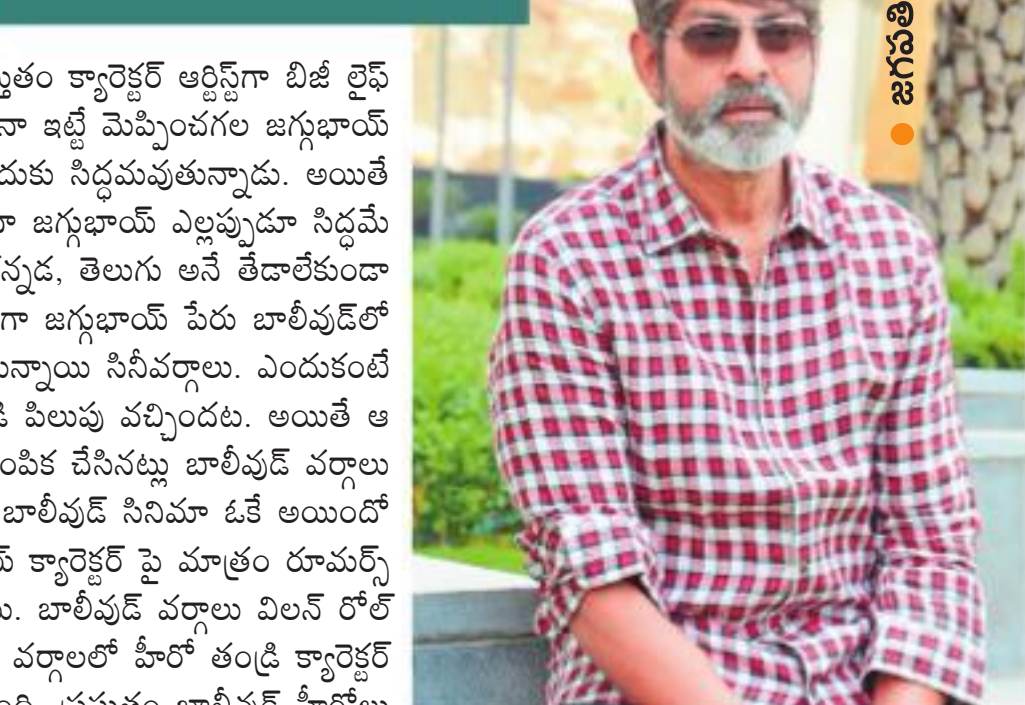 క్యారెక్టర్ ఆర్టిస్ట్‌గా బిజీ లైఫ్
ఇట్టే మెప్పించగల జగ్గుభాయ్
సిద్ధమవుతున్నాడు. అయితే
జగ్గుభాయ్ ఎల్లప్పుడూ సిద్ధమే
తెలుగు అనే తేడాలేకుండా
జగ్గుభాయ్ పేరు బాలీవుడ్‌లో
సినీవర్గాలు. ఎందుకంటే
పిలుపు వచ్చిందట. అయితే ఆ
చేసినట్లు బాలీవుడ్ వర్గాలు
బాలీవుడ్ సినిమా ఓకే అయిందో
క్యారెక్టర్ పై మాత్రం రూమర్స్
బాలీవుడ్ వర్గాలు విలన్ రోల్
వర్గాలలో హీరో తండ్రి క్యారెక్టర్
జగపతి